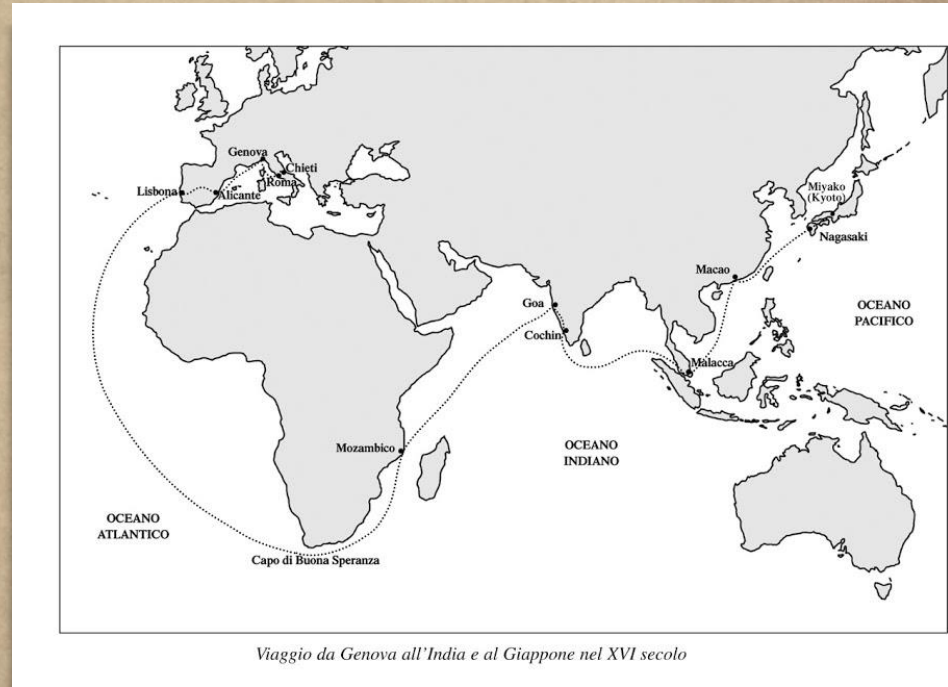 Genova
Chieti
Roma
Lisbona
Alicante
Miyako
(Kyoto)
Nagasaki
Macao
Goa
Cochin
Malacca
OCEANO
PACIFICO
Mozambico
OCEANO
INDIANO
OCEANO
ATLANTICO
Capo di Buona Speranza
Viaggio da Genova all'India e al Giappone nel XVI secolo